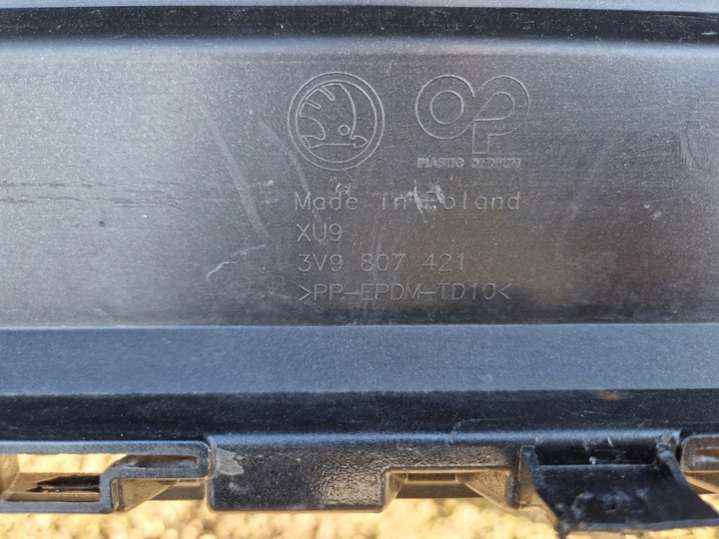 PLASTIC OMNIUM
Made in Poland
XU9
3V9 807 421
>PP-EPDM-TD10<